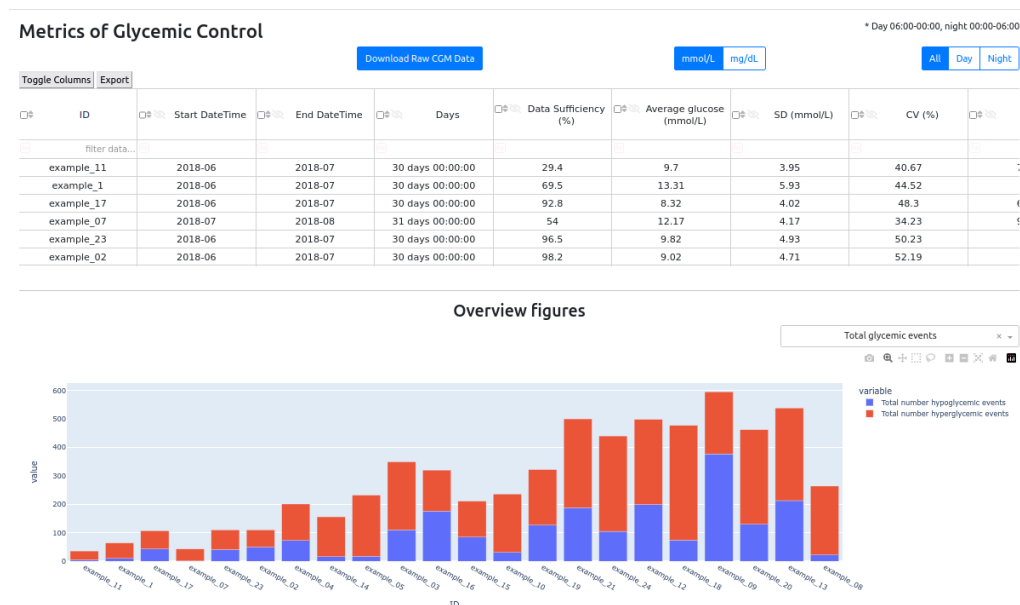 Metrics of Glycemic Control
* Day 06:00-00:00, night 00:00-06:00
Download Raw CGM Data
mmol/L mg/dL
All Day Night
Toggle Columns Export
ID Start DateTime End DateTime Days Data Sufficiency (%) Average glucose (mmol/L) SD (mmol/L) CV (%)
filter data...
example_11 2018-06 2018-07 30 days 00:00:00 29.4 9.7 3.95 40.67
example_1 2018-06 2018-07 30 days 00:00:00 69.5 13.31 5.93 44.52
example_17 2018-06 2018-07 30 days 00:00:00 92.8 8.32 4.02 48.3
example_07 2018-07 2018-08 31 days 00:00:00 54 12.17 4.17 34.23
example_23 2018-06 2018-07 30 days 00:00:00 96.5 9.82 4.93 50.23
example_02 2018-06 2018-07 30 days 00:00:00 98.2 9.02 4.71 52.19
Overview figures
Total glycemic events
variable
Total number hypoglycemic events
Total number hyperglycemic events
value
600
500
400
300
200
100
0
example_11 example_1 example_17 example_07 example_23 example_02 example_04 example_14 example_05 example_03 example_16 example_15 example_10 example_19 example_21 example_24 example_12 example_18 example_09 example_20 example_13 example_08
ID